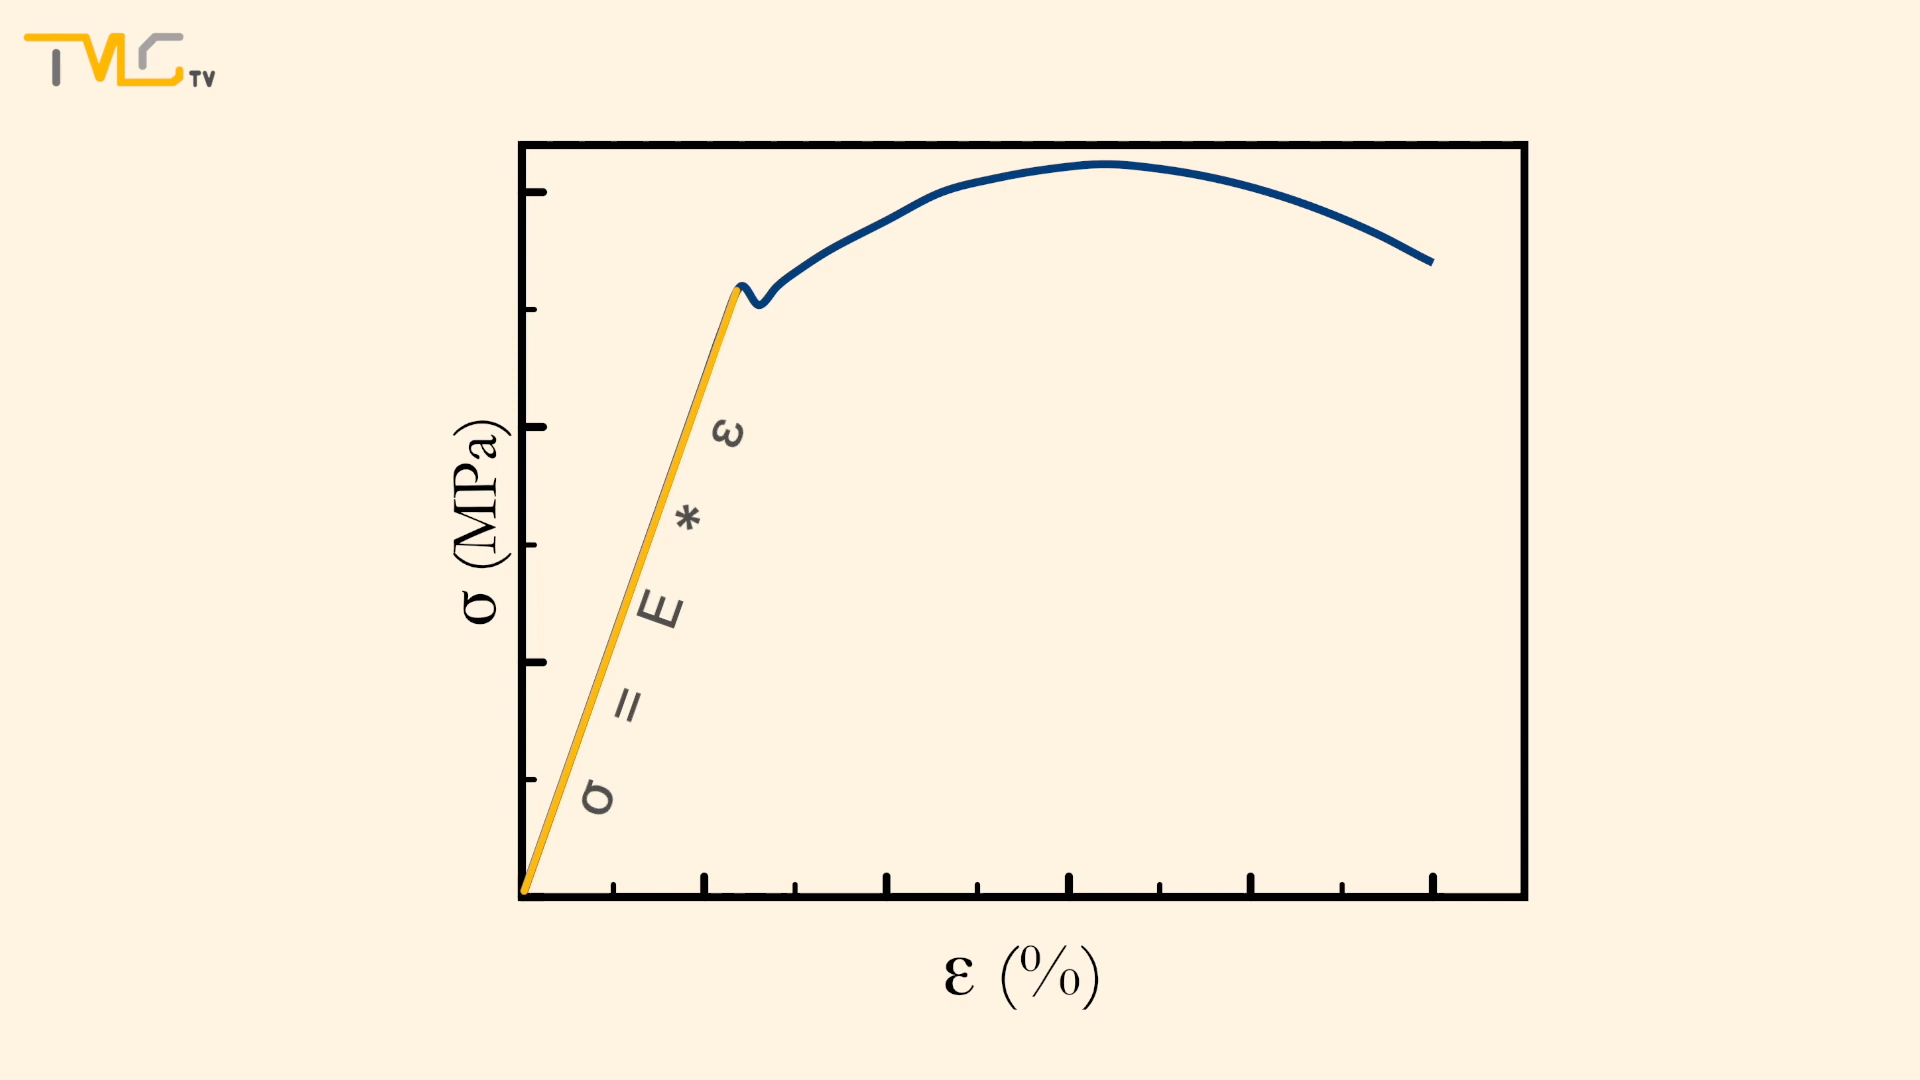 TMC TV
σ (MPa)
σ = E * ε
ε (%)